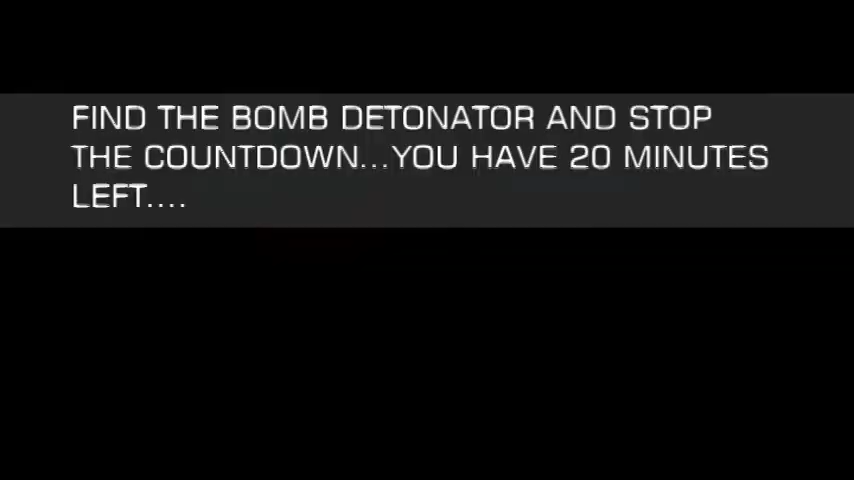 FIND THE BOMB DETONATOR AND STOP
THE COUNTDOWN...YOU HAVE 20 MINUTES
LEFT....